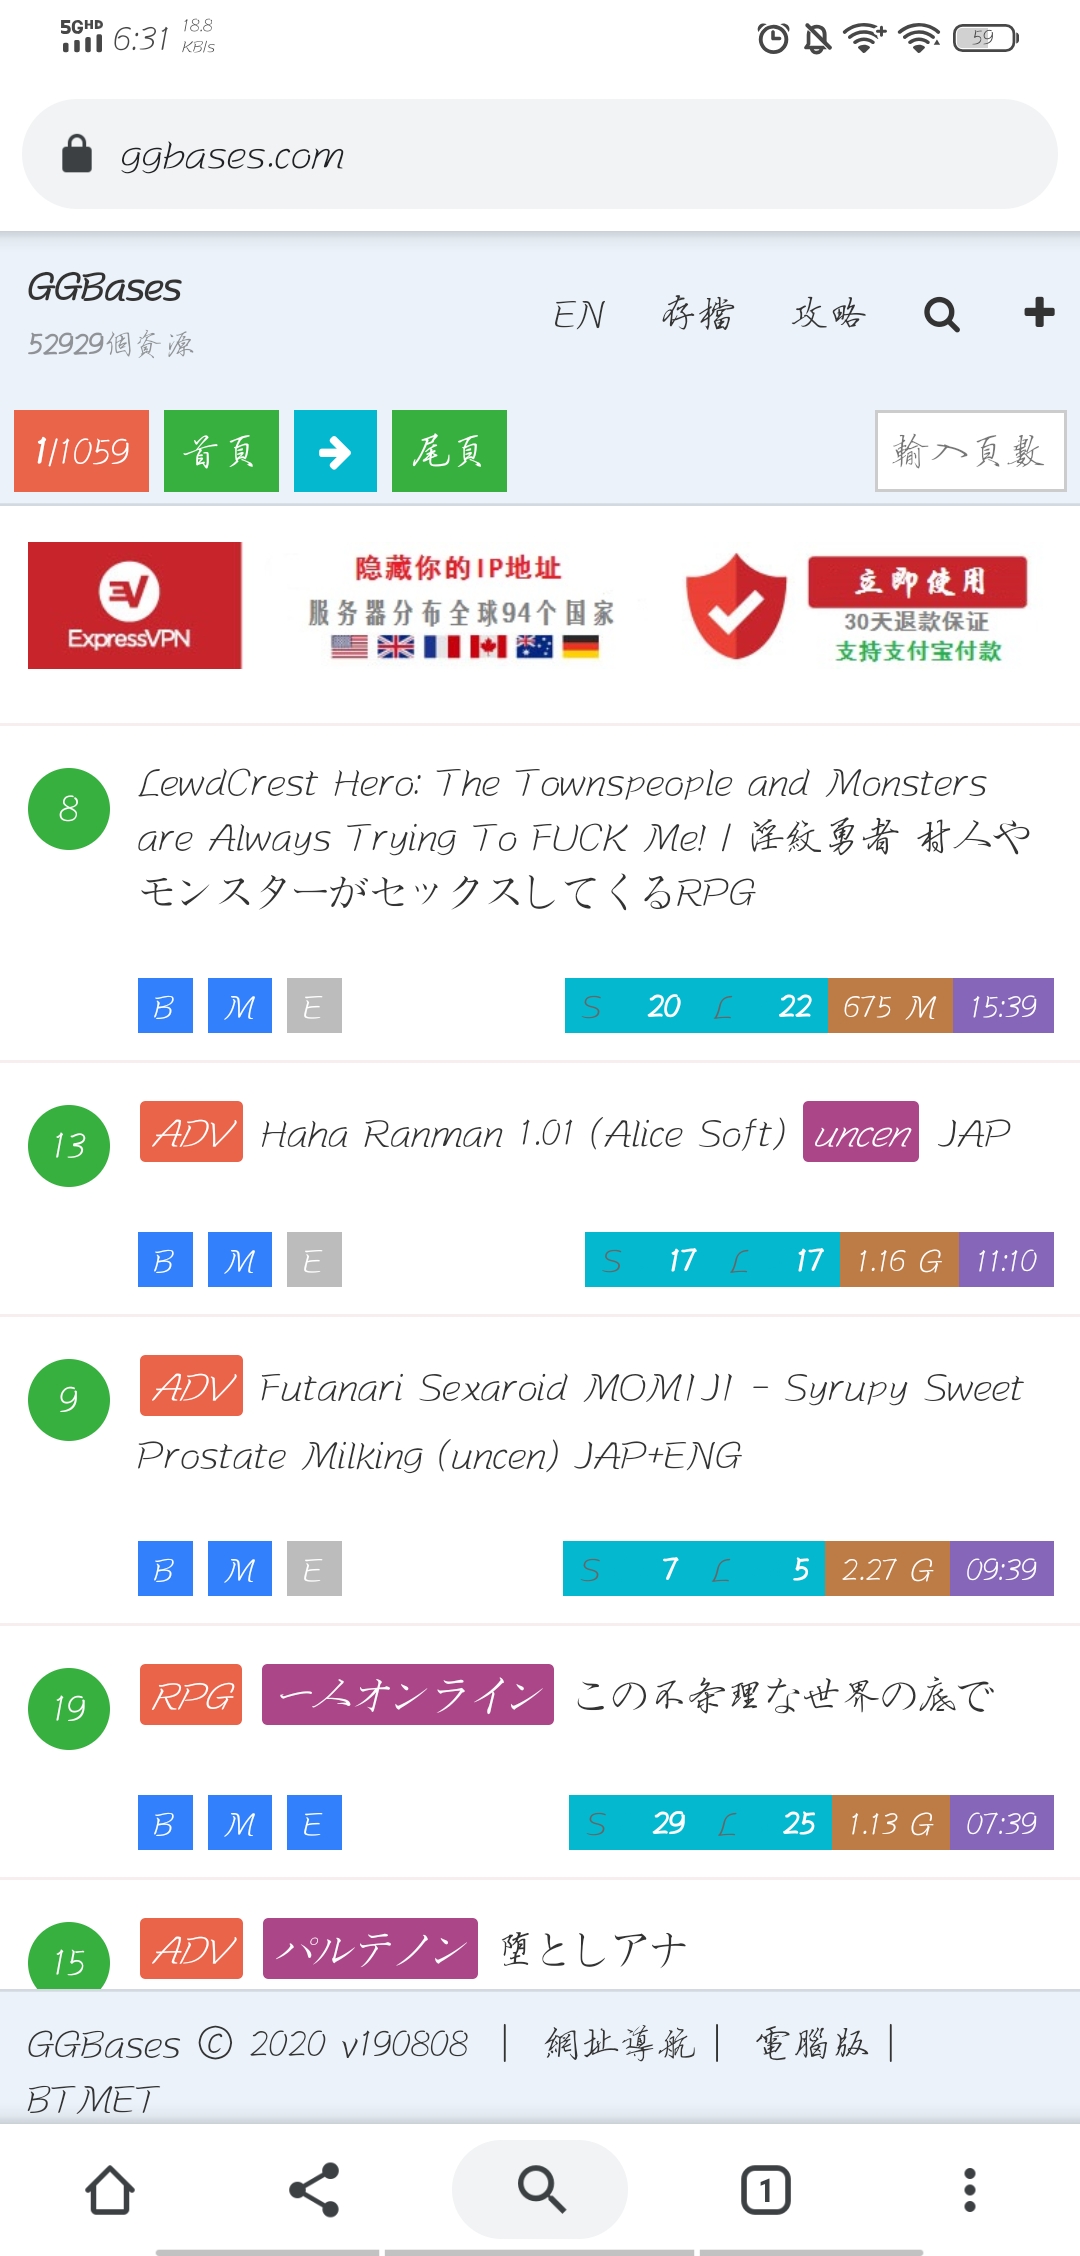 5G HD 6:31 18.8 KB/s 59
ggbases.com
GGBases
EN 存檔 攻略
52929個資源
1/1059 首頁 尾頁 輸入頁數
ExpressVPN
隐藏你的IP地址
服务器分布全球94个国家
立即使用
30天退款保证
支持支付宝付款
8 LewdCrest Hero: The Townspeople and Monsters
are Always Trying To FUCK Me! | 淫紋勇者 村人や
モンスターがセックスしてくるRPG
B M E S 20 L 22 675 M 15:39
13 ADV Haha Ranman 1.01 (Alice Soft) uncen JAP
B M E S 17 L 17 1.16 G 11:10
9 ADV Futanari Sexaroid MOMIJI - Syrupy Sweet
Prostate Milking (uncen) JAP+ENG
B M E S 7 L 5 2.27 G 09:39
19 RPG 一人オンライン この不条理な世界の底で
B M E S 29 L 25 1.13 G 07:39
15 ADV パルテノン 堕としアナ
GGBases © 2020 v190808 | 網址導航 | 電腦版 |
BTMET
1